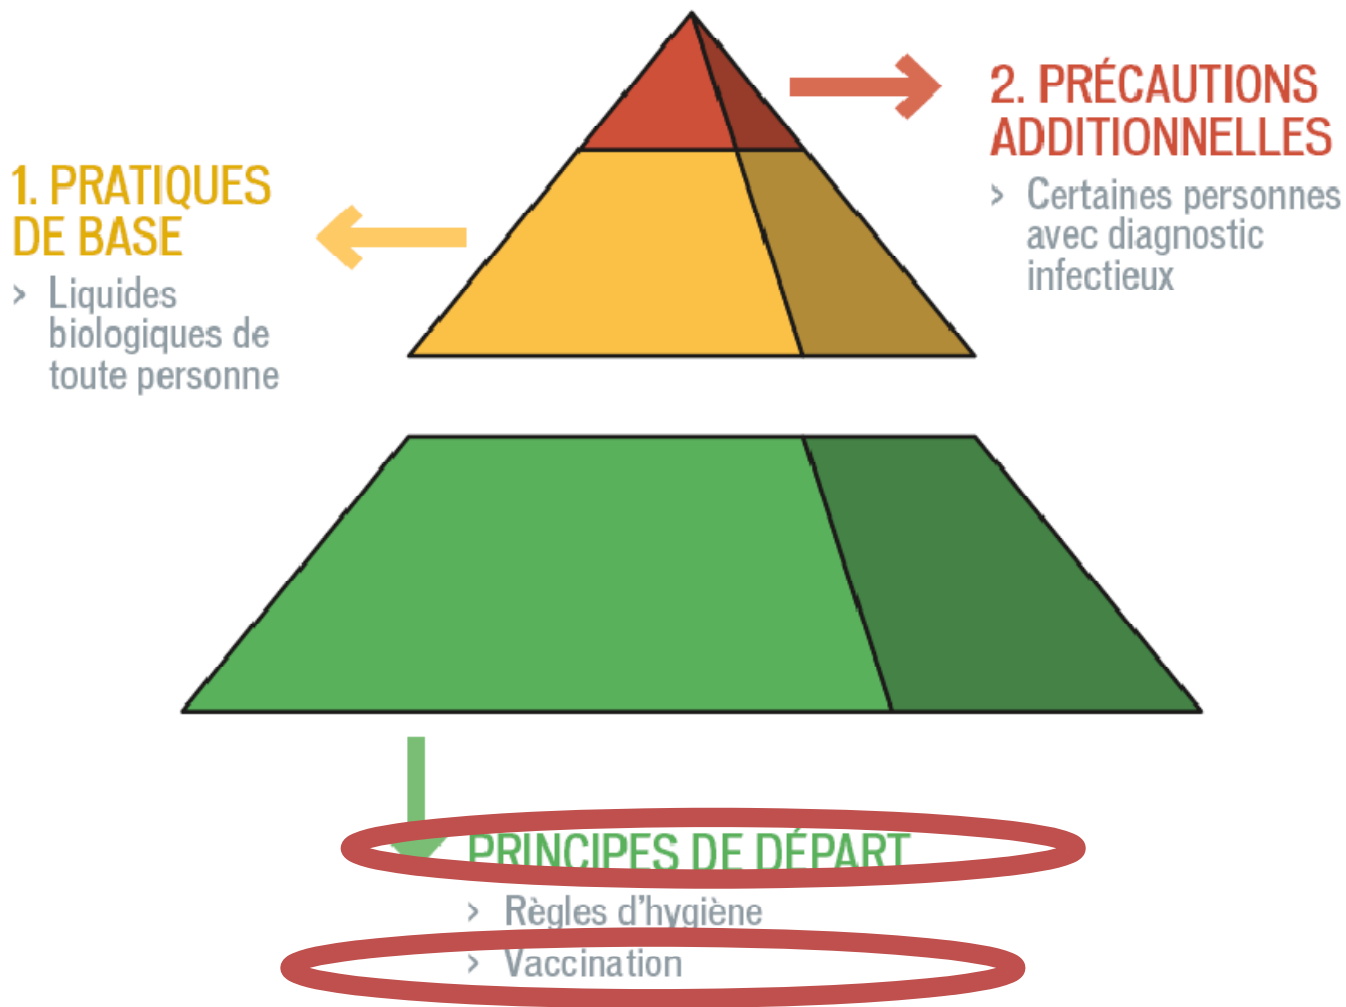 2. PRÉCAUTIONS
ADDITIONNELLES
> Certaines personnes
avec diagnostic
infectieux
1. PRATIQUES
DE BASE
> Liquides
biologiques de
toute personne
PRINCIPES DE DÉPART
> Règles d'hygiène
> Vaccination